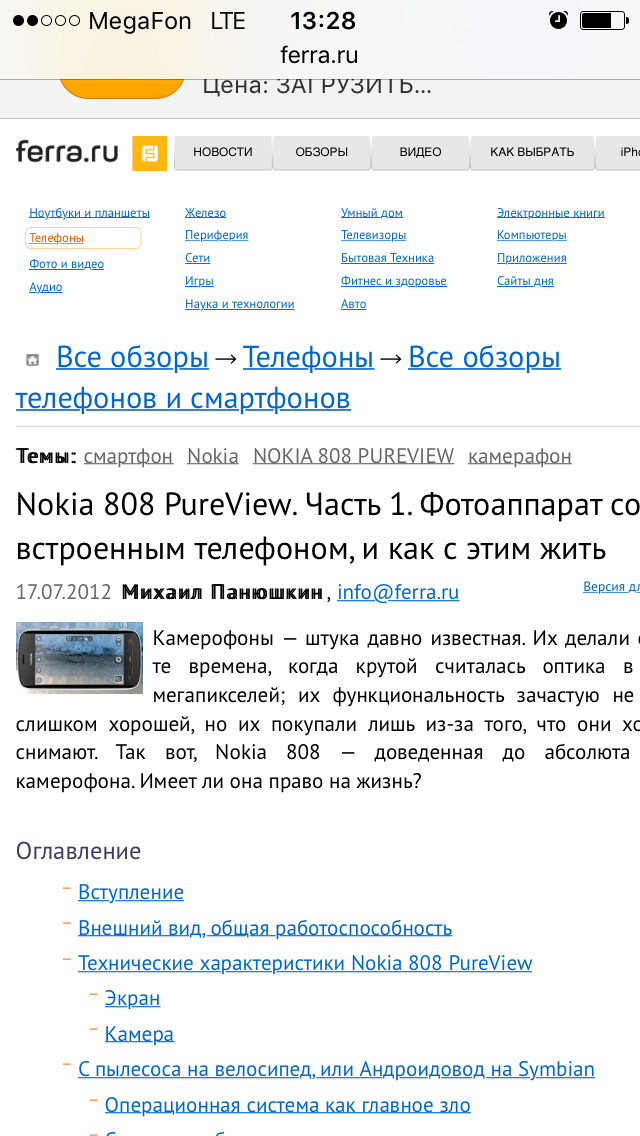 MegaFon LTE 13:28
ferra.ru
Цена: ЗАГРУЗИТЬ...
ferra.ru НОВОСТИ ОБЗОРЫ ВИДЕО КАК ВЫБРАТЬ iPho
Ноутбуки и планшеты Железо Умный дом Электронные книги
Телефоны Периферия Телевизоры Компьютеры
Фото и видео Сети Бытовая Техника Приложения
Аудио Игры Фитнес и здоровье Сайты дня
Наука и технологии Авто
Все обзоры → Телефоны → Все обзоры
телефонов и смартфонов
Темы: смартфон Nokia NOKIA 808 PUREVIEW камерафон
Nokia 808 PureView. Часть 1. Фотоаппарат со
встроенным телефоном, и как с этим жить
17.07.2012 Михаил Панюшкин, info@ferra.ru Версия дл
Камерофоны — штука давно известная. Их делали
те времена, когда крутой считалась оптика в
мегапикселей; их функциональность зачастую не
слишком хорошей, но их покупали лишь из-за того, что они хо
снимают. Так вот, Nokia 808 — доведенная до абсолюта
камерофона. Имеет ли она право на жизнь?
Оглавление
– Вступление
– Внешний вид, общая работоспособность
– Технические характеристики Nokia 808 PureView
– Экран
– Камера
– С пылесоса на велосипед, или Андроидовод на Symbian
– Операционная система как главное зло